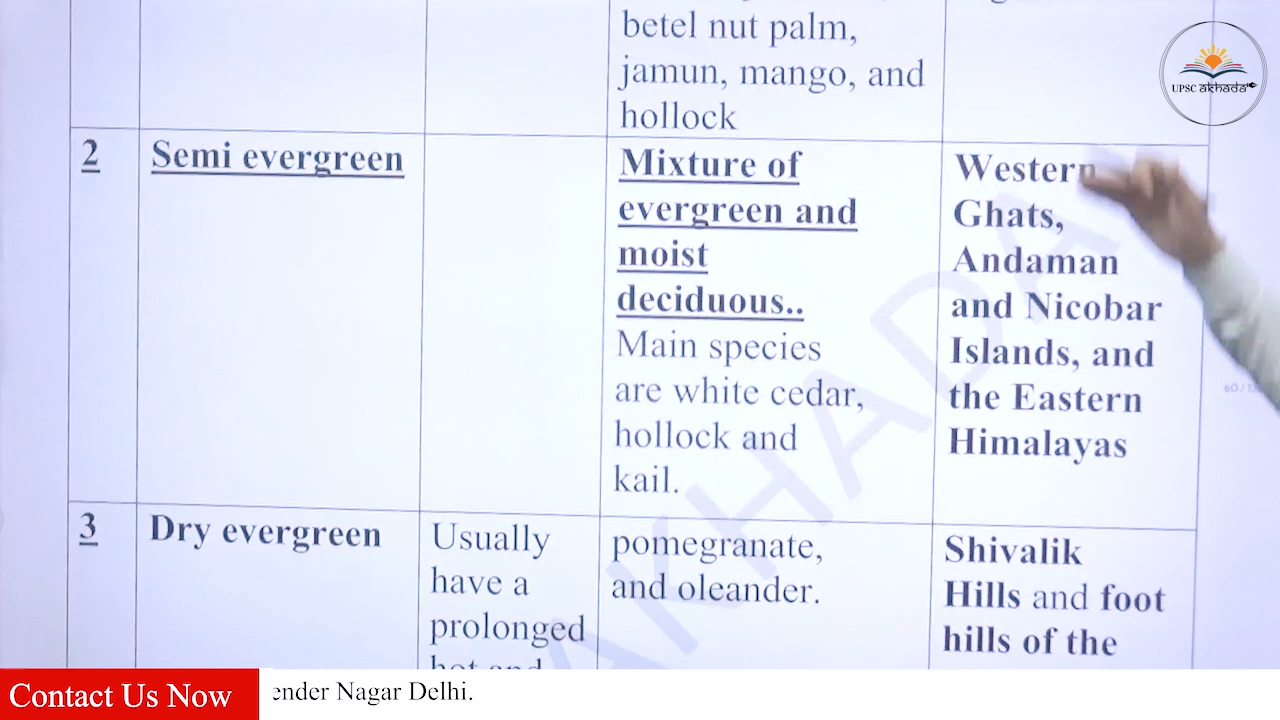 betel nut palm,
jamun, mango, and
hollock
UPSC akhada
2
Semi evergreen
Mixture of
evergreen and
moist
deciduous..
Main species
are white cedar,
hollock and
kail.
Western
Ghats,
Andaman
and Nicobar
Islands, and
the Eastern
Himalayas
3
Dry evergreen
Usually
have a
prolonged
hot and
pomegranate,
and oleander.
Shivalik
Hills and foot
hills of the
AKHADA
Contact Us Now
ender Nagar Delhi.